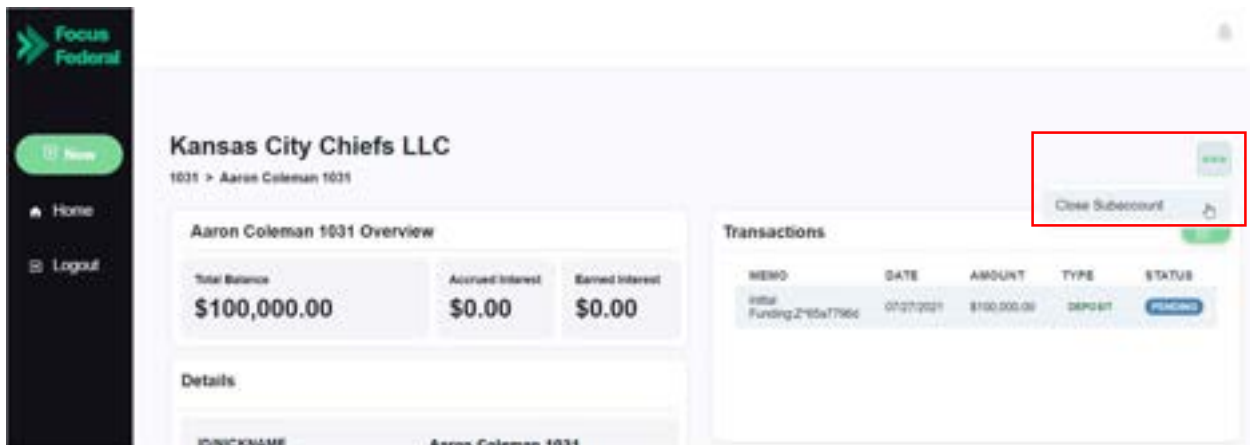 Focus
Federal
New
Kansas City Chiefs LLC
1031 > Aaron Coleman 1031
Close Subaccount
Home
Logout
Aaron Coleman 1031 Overview
Total Balance
$100,000.00
Accrued Interest
$0.00
Earned Interest
$0.00
Details
ID/NICKNAME
Aaron Coleman 1031
Transactions
MEMO DATE AMOUNT TYPE STATUS
Initial 07/27/2021 $100,000.00 DEPOSIT PENDING